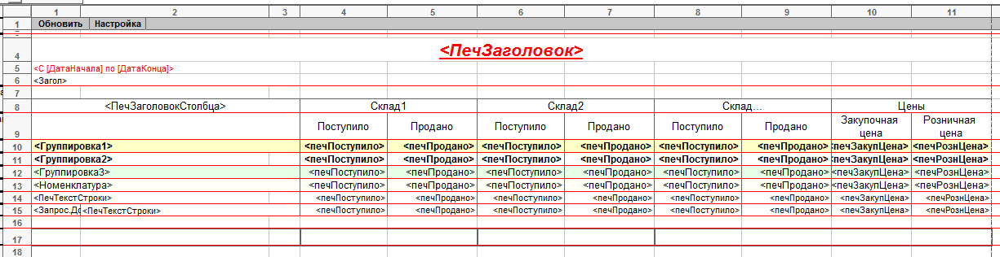 1 2 3 4 5 6 7 8 9 10 11
1 Обновить Настройка
4 <ПечЗаголовок>
5 <С [ДатаНачала] по [ДатаКонца]>
6 <Загол>
7
8 <ПечЗаголовокСтолбца> Склад1 Склад2 Склад... Цены
9 Поступило Продано Поступило Продано Поступило Продано Закупочная цена Розничная цена
10 <Группировка1> <печПоступило> <печПродано> <печПоступило> <печПродано> <печПоступило> <печПродано> <печЗакупЦена> <печРознЦена>
11 <Группировка2> <печПоступило> <печПродано> <печПоступило> <печПродано> <печПоступило> <печПродано> <печЗакупЦена> <печРознЦена>
12 <Группировка3> <печПоступило> <печПродано> <печПоступило> <печПродано> <печПоступило> <печПродано> <печЗакупЦена> <печРознЦена>
13 <Номенклатура> <печПоступило> <печПродано> <печПоступило> <печПродано> <печПоступило> <печПродано> <печЗакупЦена> <печРознЦена>
14 <ПечТекстСтроки> <печПоступило> <печПродано> <печПоступило> <печПродано> <печПоступило> <печПродано> <печЗакупЦена> <печРознЦена>
15 <Запрос.До <ПечТекстСтроки> <печПоступило> <печПродано> <печПоступило> <печПродано> <печПоступило> <печПродано> <печЗакупЦена> <печРознЦена>
16
17
18